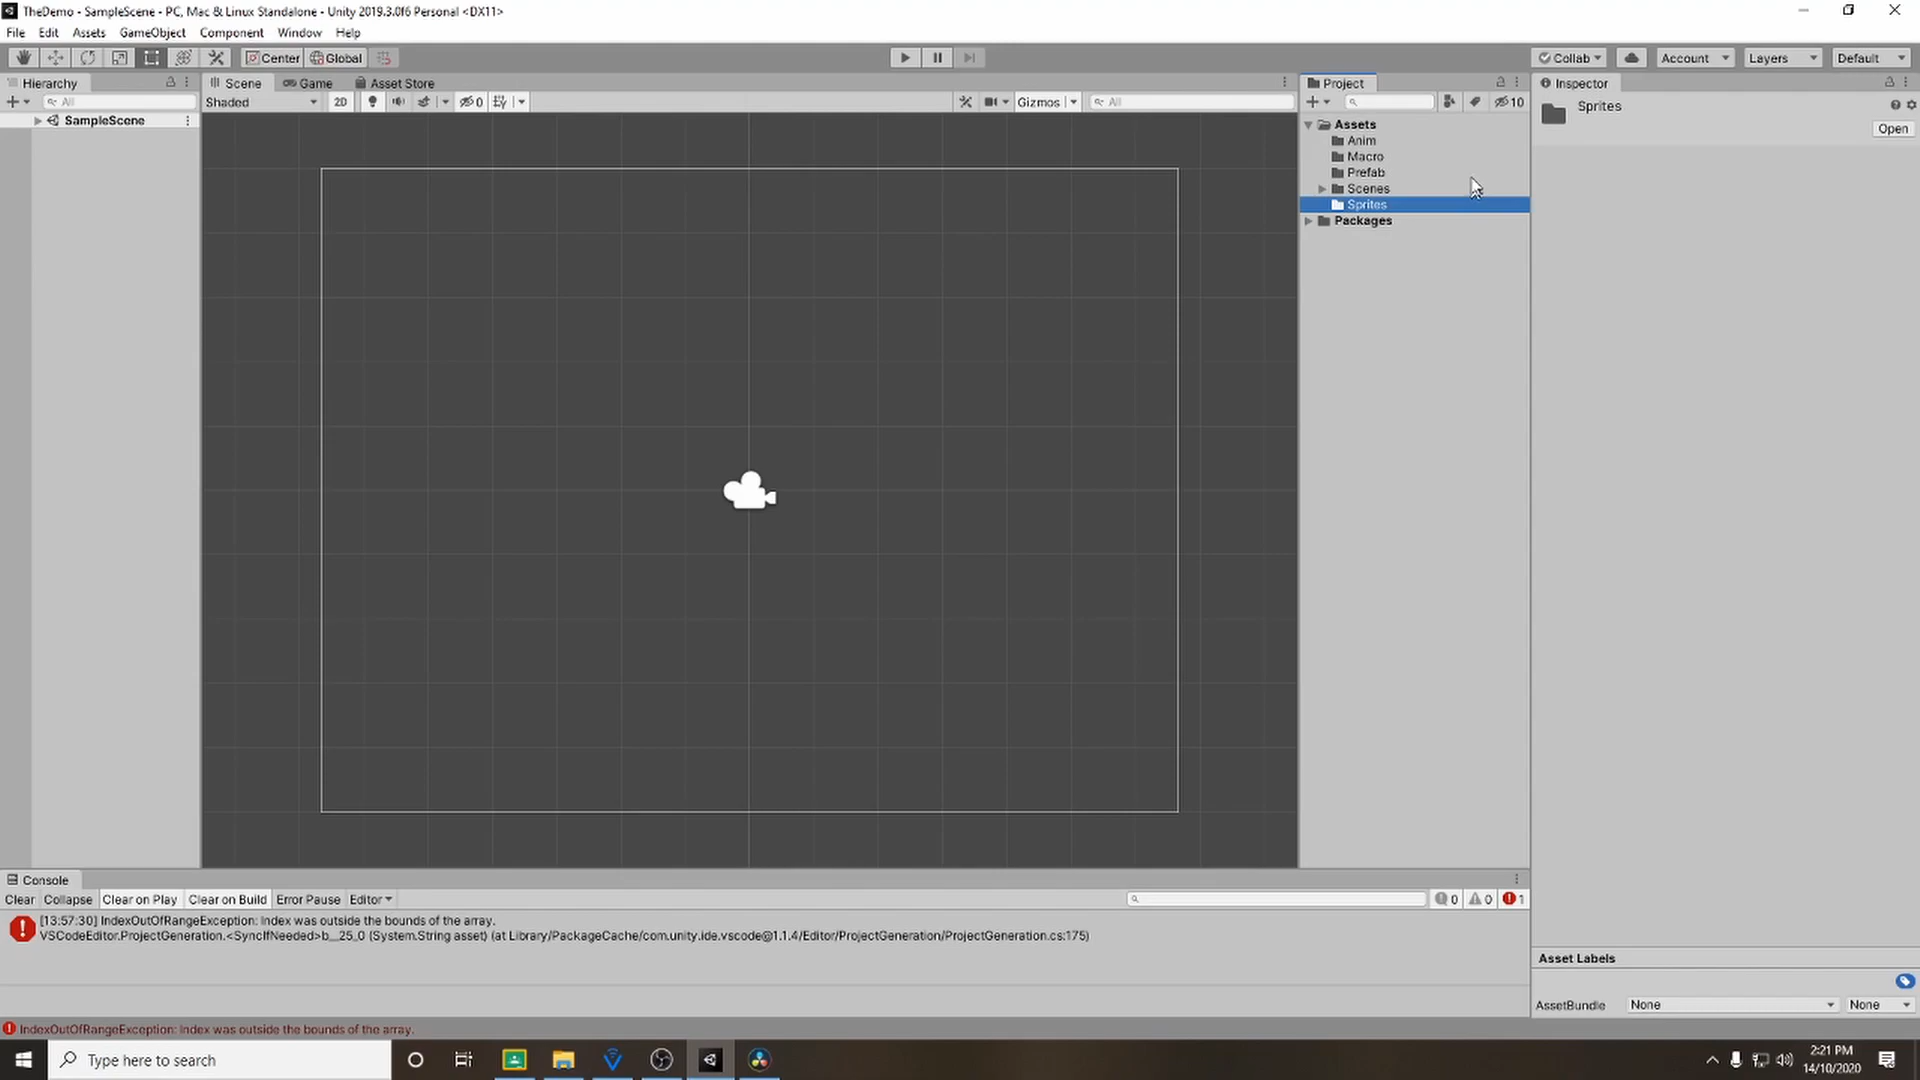 TheDemo - SampleScene - PC, Mac & Linux Standalone - Unity 2019.3.0f6 Personal <DX11>
File Edit Assets GameObject Component Window Help
Center Global Collab Account Layers Default
Hierarchy Scene Game Asset Store Project Inspector
All Shaded 2D 0 Gizmos All 10 Sprites
SampleScene
Open
Assets
Anim
Macro
Prefab
Scenes
Sprites
Packages
Console
Clear Collapse Clear on Play Clear on Build Error Pause Editor 0 0 1
[13:57:30] IndexOutOfRangeException: Index was outside the bounds of the array.
VSCodeEditor.ProjectGeneration.<SyncIfNeeded>b__25_0 (System.String asset) (at Library/PackageCache/com.unity.ide.vscode@1.1.4/Editor/ProjectGeneration/ProjectGeneration.cs:175)
Asset Labels
AssetBundle None None
IndexOutOfRangeException: Index was outside the bounds of the array.
Type here to search
2:21 PM
14/10/2020